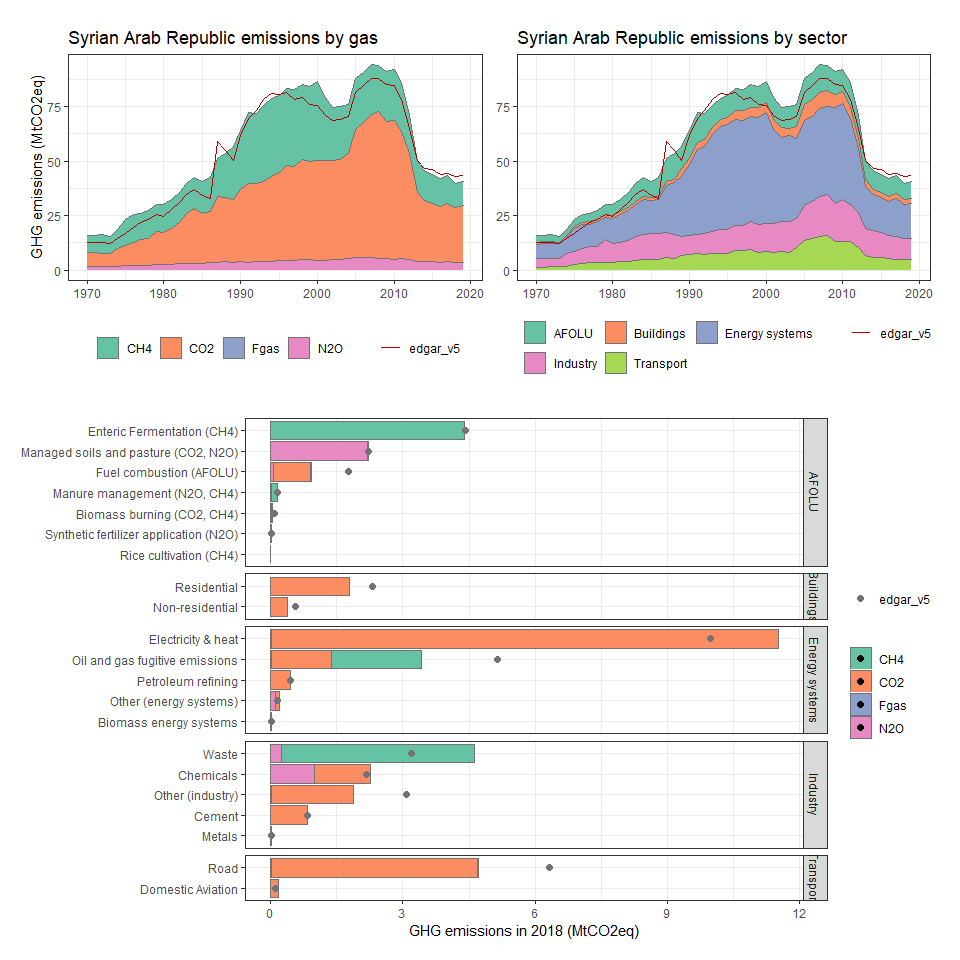 Syrian Arab Republic emissions by gas
GHG emissions (MtCO2eq)
75
50
25
0
1970
1980
1990
2000
2010
2020
CH4
CO2
Fgas
N2O
edgar_v5
Syrian Arab Republic emissions by sector
75
50
25
0
1970
1980
1990
2000
2010
2020
AFOLU
Buildings
Energy systems
edgar_v5
Industry
Transport
Enteric Fermentation (CH4)
Managed soils and pasture (CO2, N2O)
Fuel combustion (AFOLU)
Manure management (N2O, CH4)
Biomass burning (CO2, CH4)
Synthetic fertilizer application (N2O)
Rice cultivation (CH4)
AFOLU
Residential
Non-residential
Buildings
Electricity & heat
Oil and gas fugitive emissions
Petroleum refining
Other (energy systems)
Biomass energy systems
Energy systems
Waste
Chemicals
Other (industry)
Cement
Metals
Industry
Road
Domestic Aviation
Transport
0
3
6
9
12
GHG emissions in 2018 (MtCO2eq)
edgar_v5
CH4
CO2
Fgas
N2O